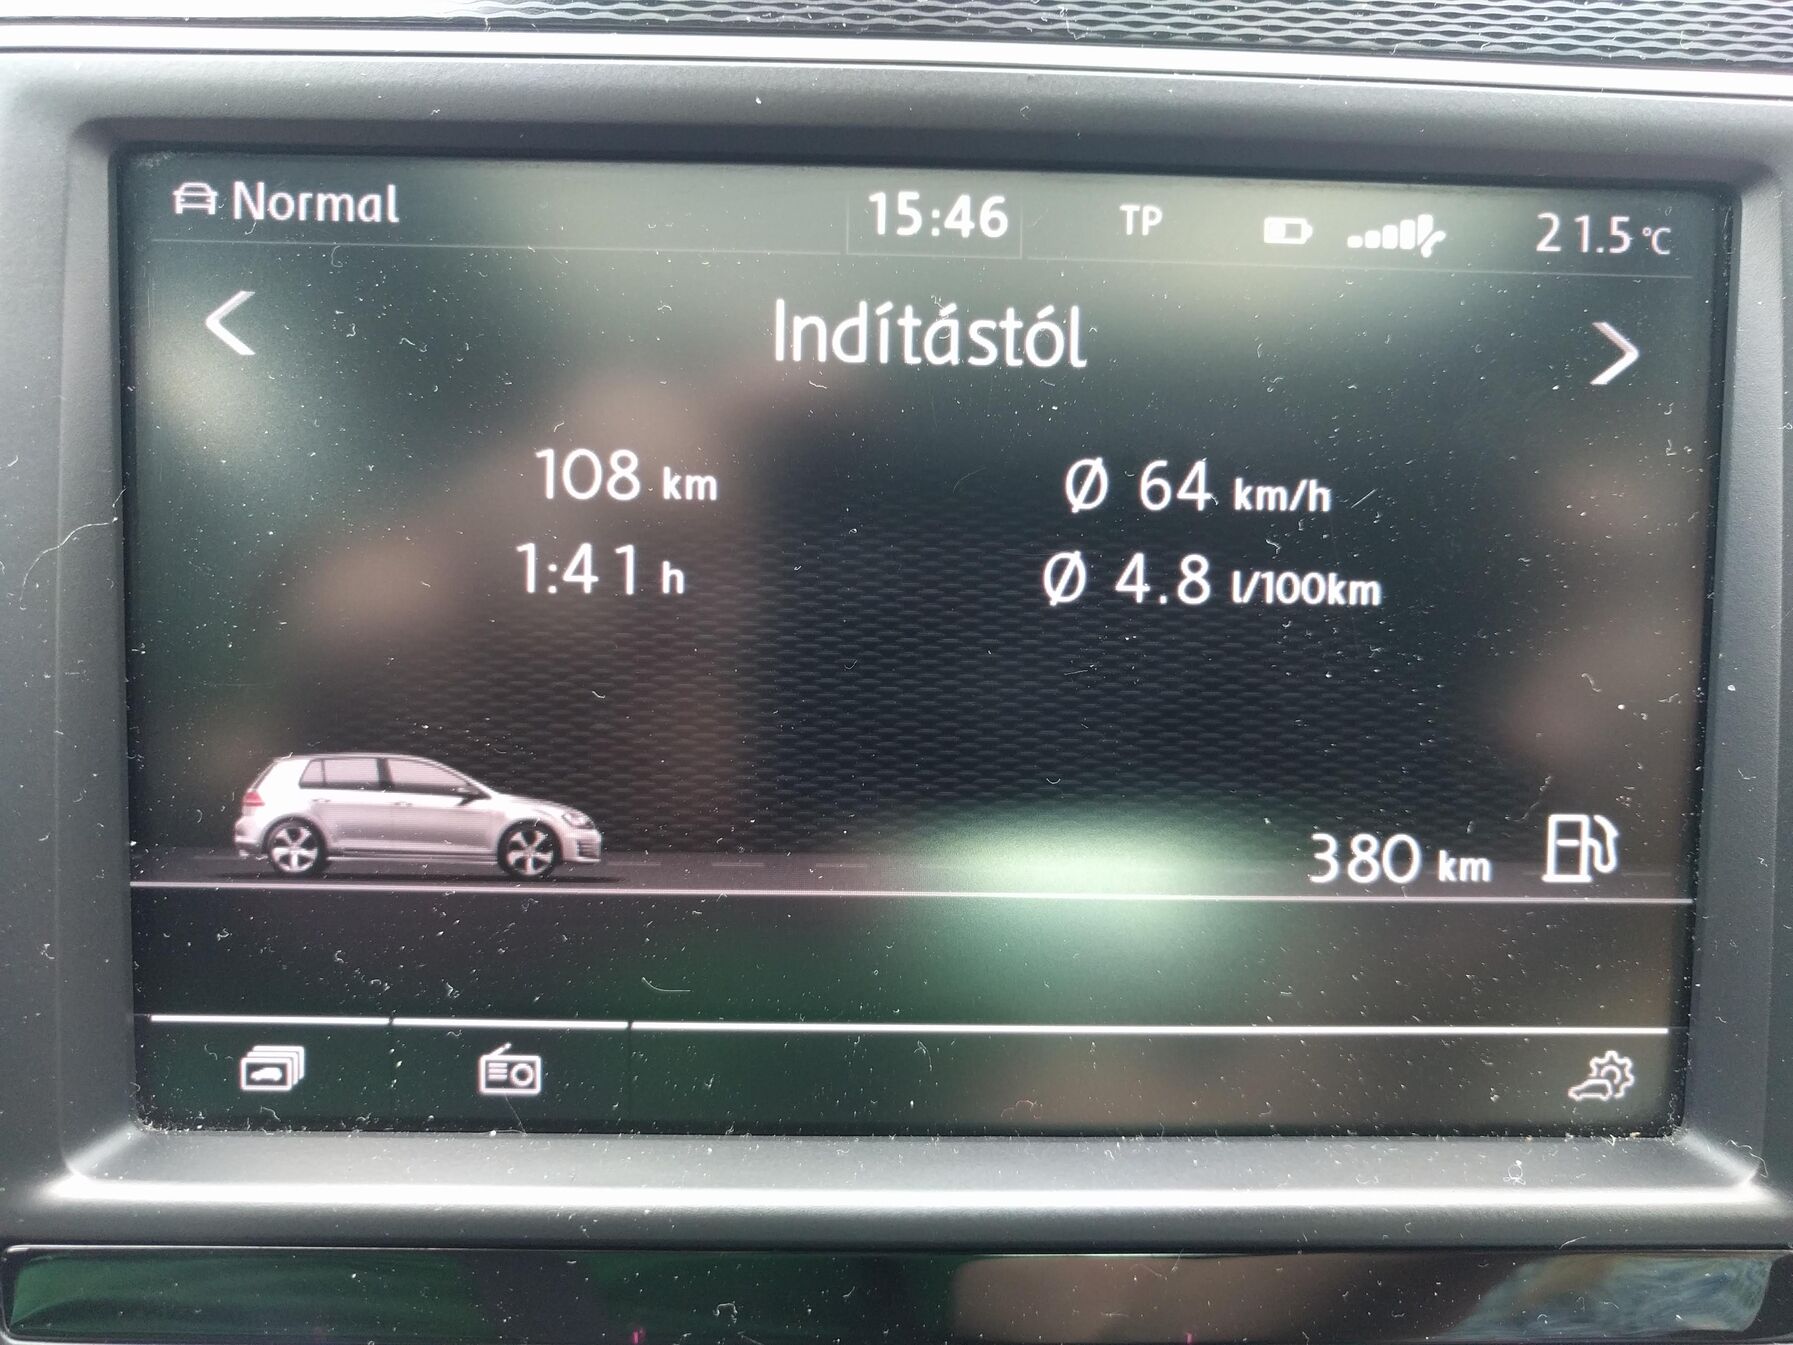 Normal 15:46 TP 21.5 °C
Indítástól
108 km Ø 64 km/h
1:41 h Ø 4.8 l/100km
380 km